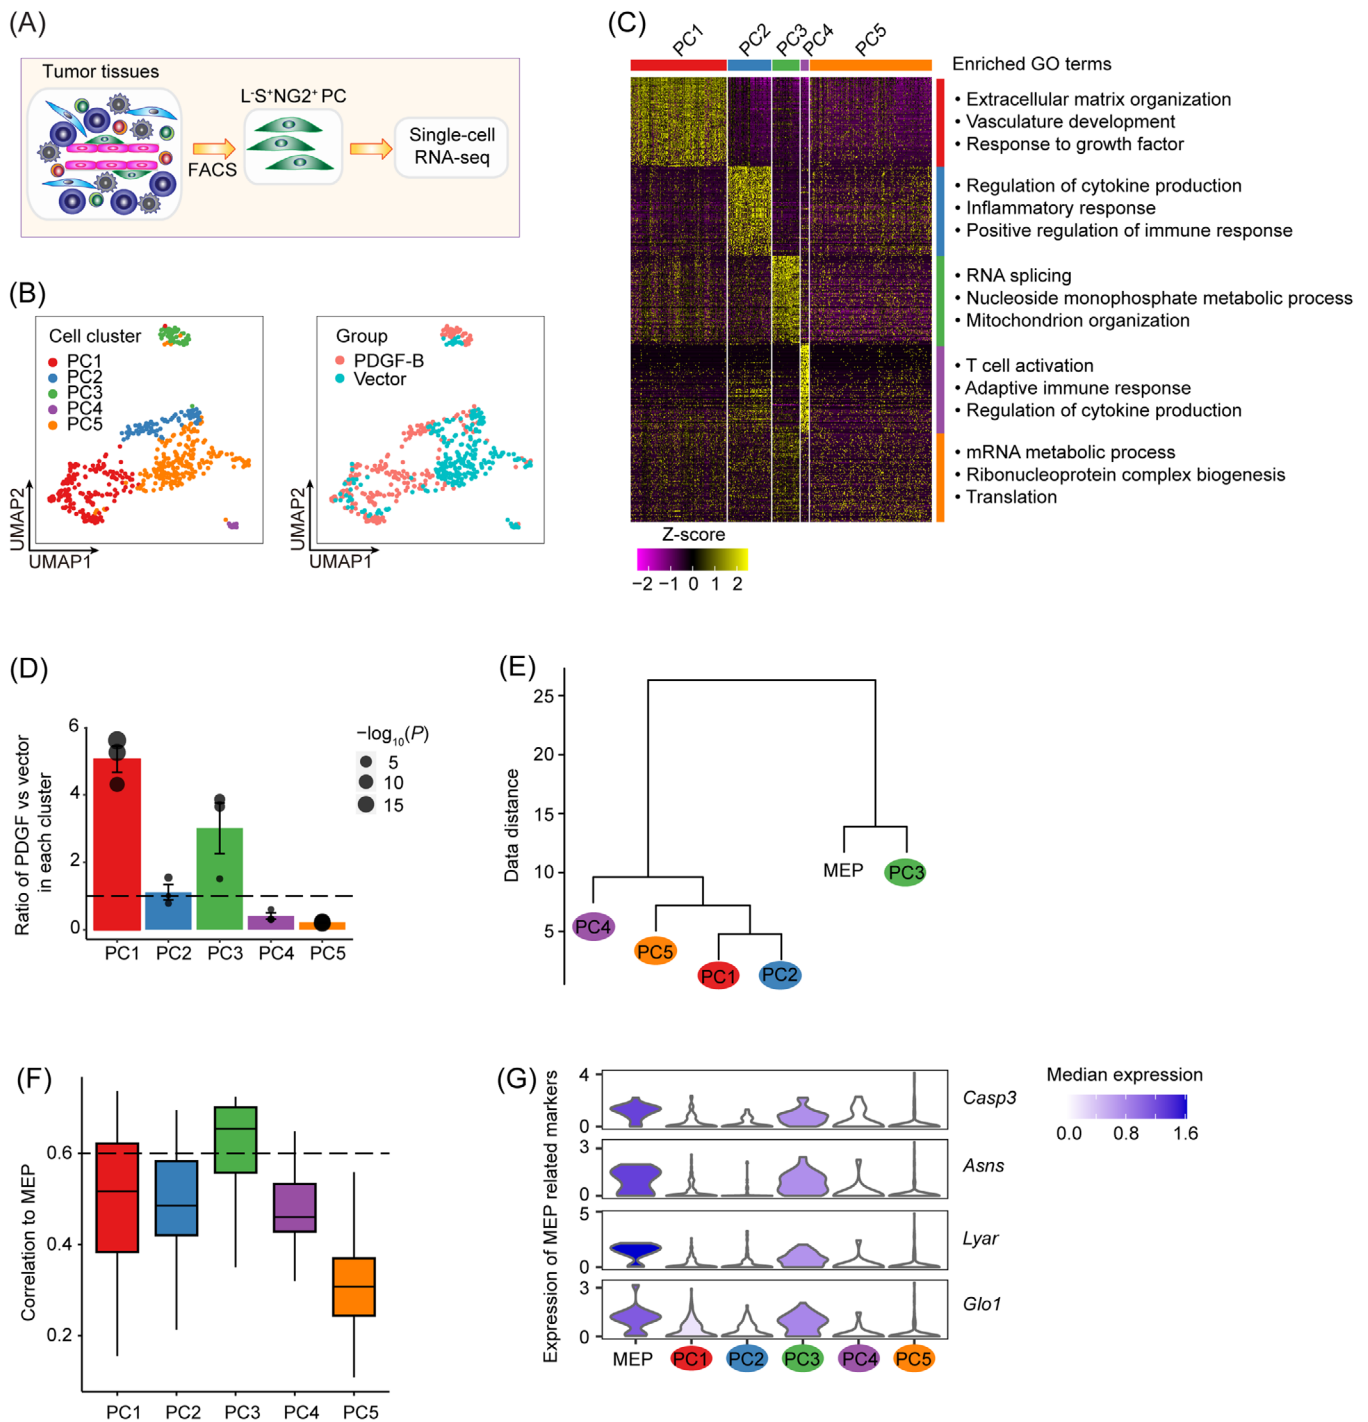 (A)
Tumor tissues
FACS
L-S+NG2+ PC
Single-cell
RNA-seq
(B)
Cell cluster
PC1
PC2
PC3
PC4
PC5
UMAP2
UMAP1
Group
PDGF-B
Vector
UMAP2
UMAP1
(C)
PC1 PC2 PC3 PC4 PC5
Enriched GO terms
• Extracellular matrix organization
• Vasculature development
• Response to growth factor
• Regulation of cytokine production
• Inflammatory response
• Positive regulation of immune response
• RNA splicing
• Nucleoside monophosphate metabolic process
• Mitochondrion organization
• T cell activation
• Adaptive immune response
• Regulation of cytokine production
• mRNA metabolic process
• Ribonucleoprotein complex biogenesis
• Translation
Z-score
−2 −1 0 1 2
(D)
Ratio of PDGF vs vector
in each cluster
6
4
2
0
PC1 PC2 PC3 PC4 PC5
−log10(P)
5
10
15
(E)
Data distance
25
20
15
10
5
MEP PC3
PC4
PC5
PC1 PC2
(F)
Correlation to MEP
0.6
0.4
0.2
PC1 PC2 PC3 PC4 PC5
(G)
Expression of MEP related markers
4
0
Casp3
3
0
Asns
5
0
Lyar
3
0
Glo1
MEP PC1 PC2 PC3 PC4 PC5
Median expression
0.0 0.8 1.6